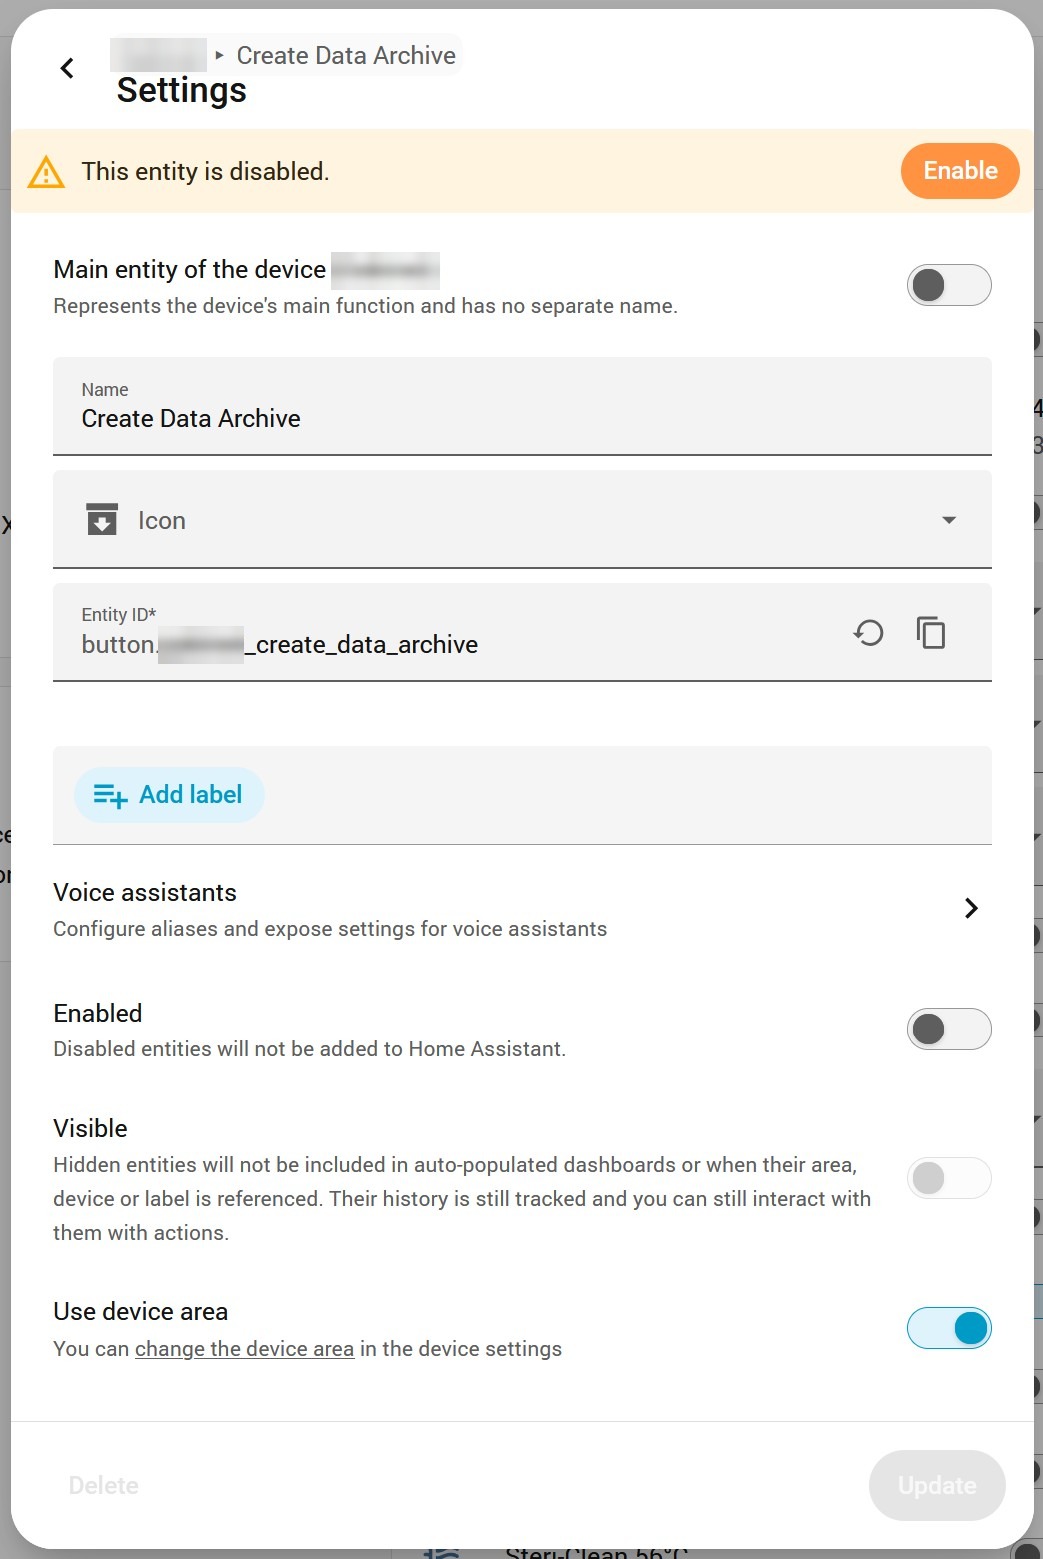 Create Data Archive
Settings
This entity is disabled.
Enable
Main entity of the device
Represents the device's main function and has no separate name.
Name
Create Data Archive
Icon
Entity ID*
button. _create_data_archive
Add label
Voice assistants
Configure aliases and expose settings for voice assistants
Enabled
Disabled entities will not be added to Home Assistant.
Visible
Hidden entities will not be included in auto-populated dashboards or when their area,
device or label is referenced. Their history is still tracked and you can still interact with
them with actions.
Use device area
You can change the device area in the device settings
Delete
Update
Steri-Clean 56°C